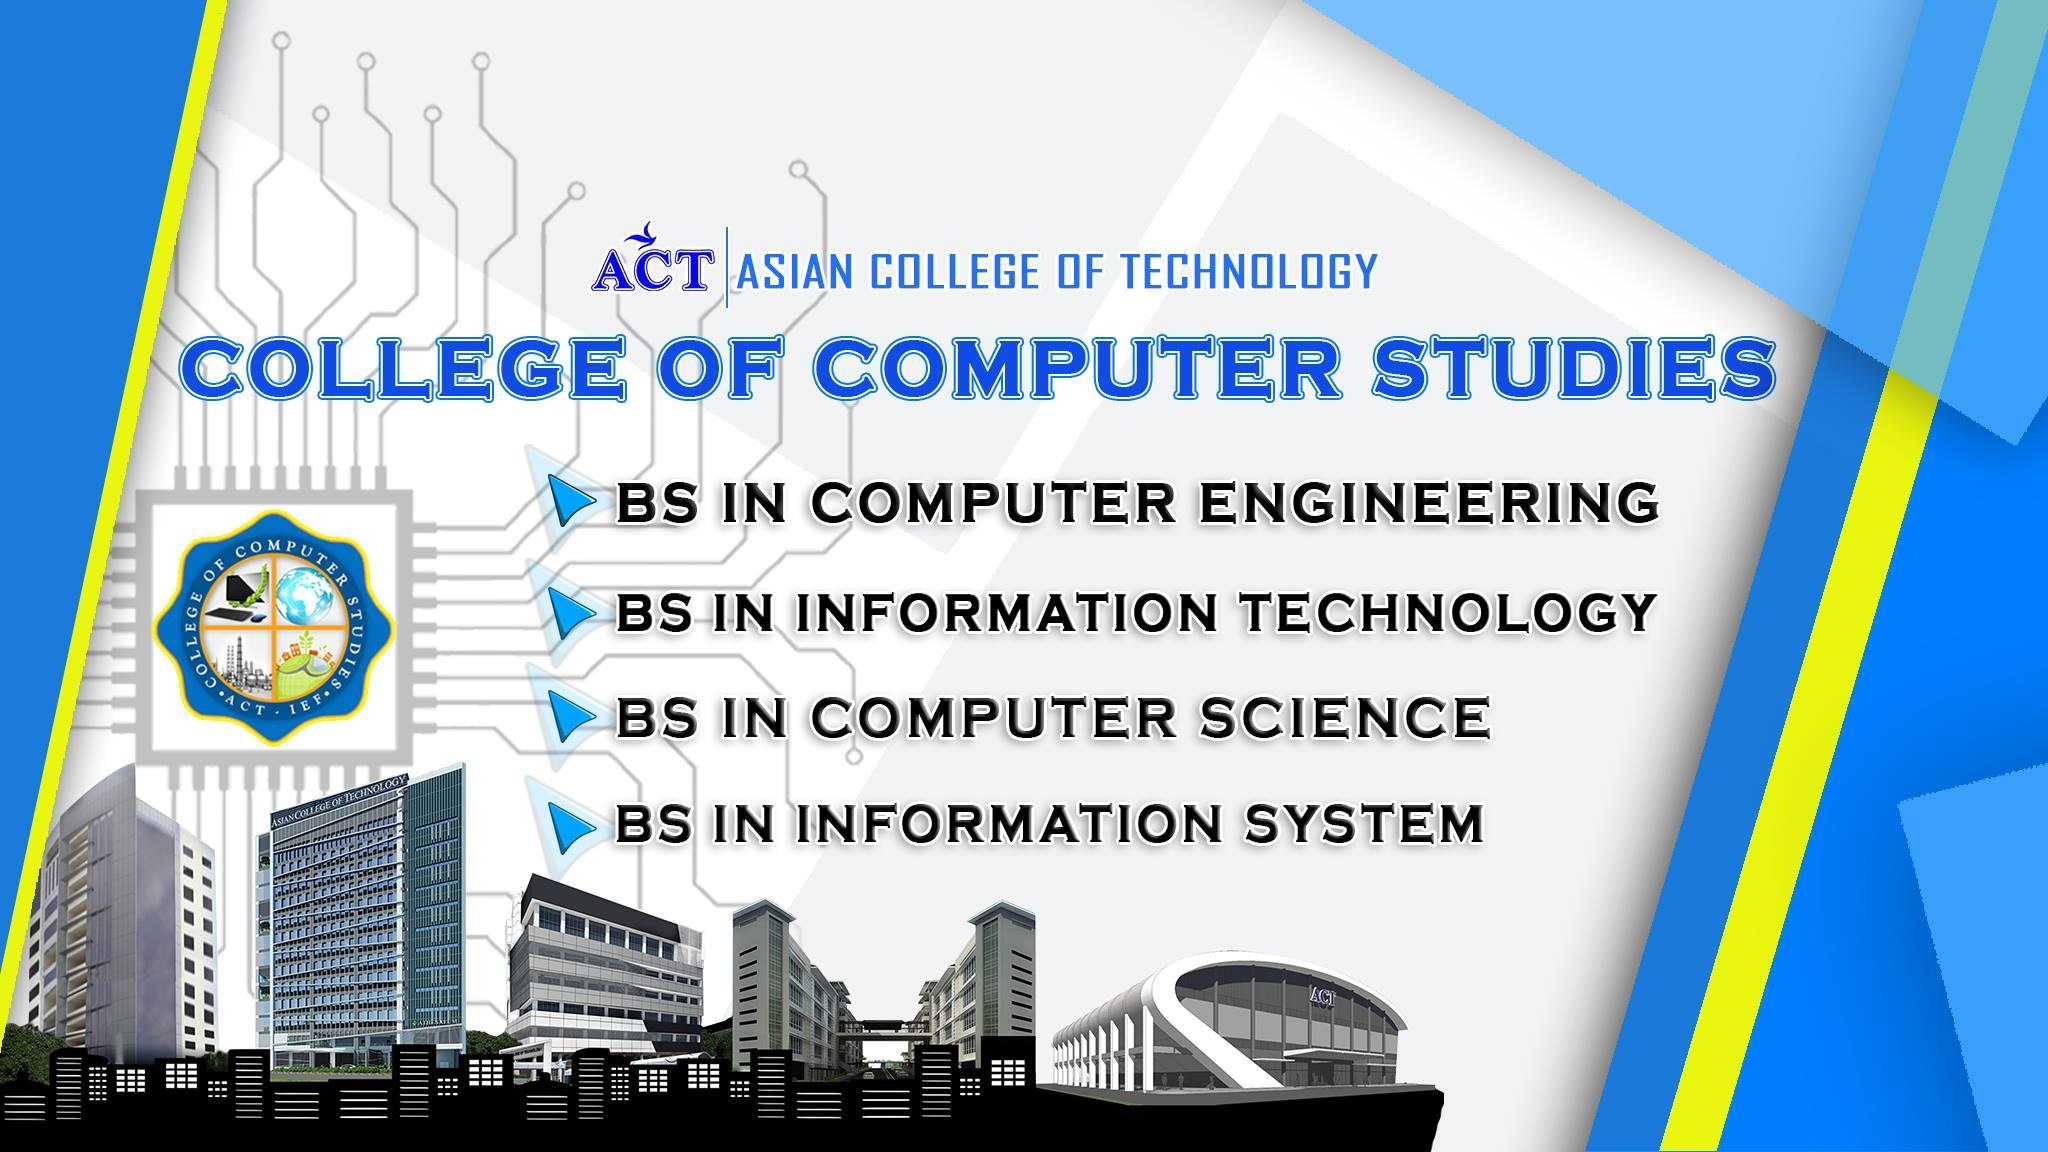 ACT ASIAN COLLEGE OF TECHNOLOGY
COLLEGE OF COMPUTER STUDIES
BS IN COMPUTER ENGINEERING
BS IN INFORMATION TECHNOLOGY
BS IN COMPUTER SCIENCE
BS IN INFORMATION SYSTEM
COLLEGE OF COMPUTER STUDIES
• ACT - IEF •
ASIAN COLLEGE OF TECHNOLOGY
ACT